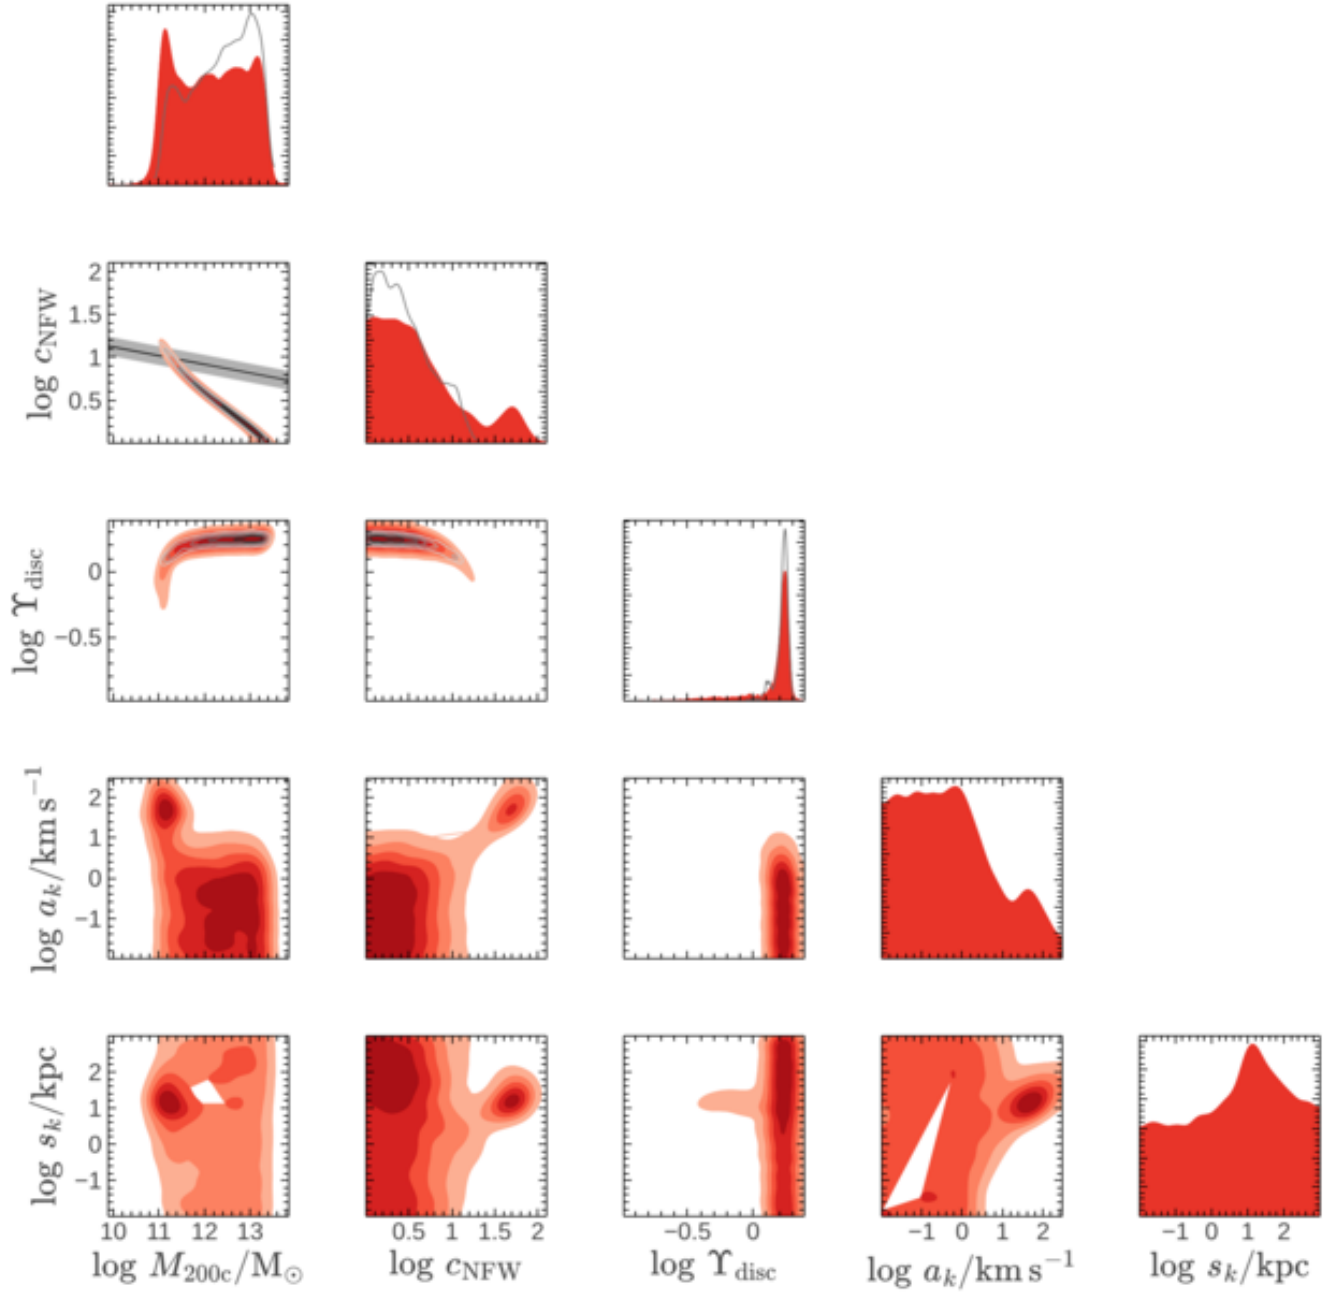 log c_NFW
2
1.5
1
0.5
log ϒ_disc
0
−0.5
log a_k/km s⁻¹
2
1
0
−1
log s_k/kpc
2
1
0
−1
10 11 12 13
0.5 1 1.5 2
−0.5 0
−1 0 1 2
−1 0 1 2
log M_200c/M_⊙
log c_NFW
log ϒ_disc
log a_k/km s⁻¹
log s_k/kpc